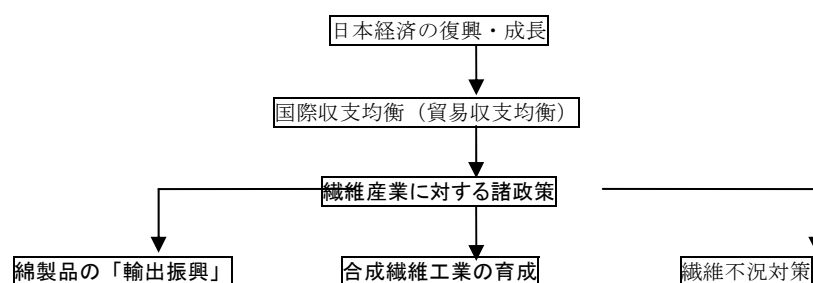 日本経済の復興・成長
国際収支均衡（貿易収支均衡）
繊維産業に対する諸政策
綿製品の「輸出振興」
合成繊維工業の育成
繊維不況対策